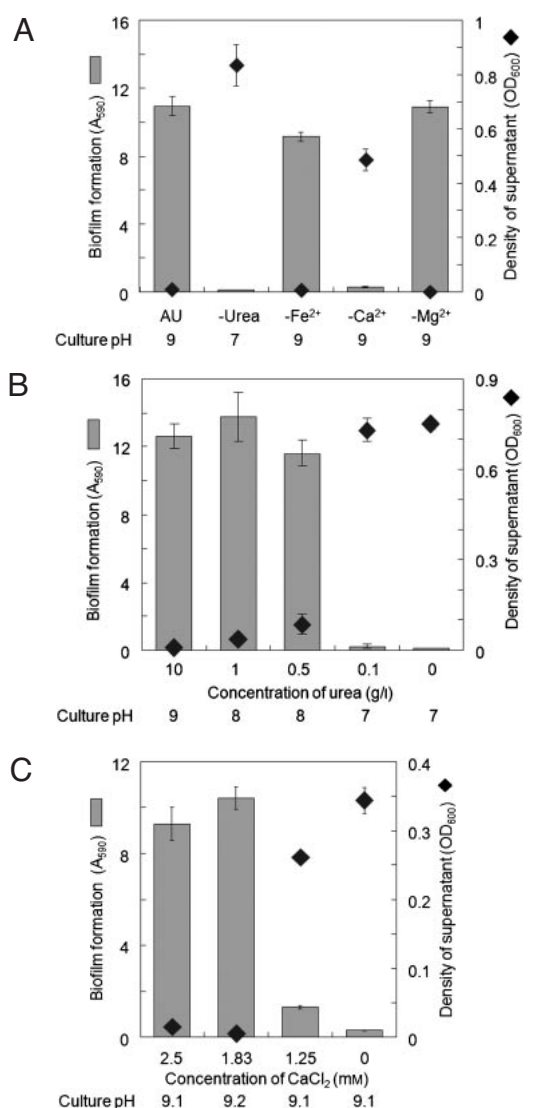 A
Biofilm formation (A₅₉₀)
16
12
8
4
0
1
0.8
0.6
0.4
0.2
0
Density of supernatant (OD₆₀₀)
AU -Urea -Fe²⁺ -Ca²⁺ -Mg²⁺
Culture pH 9 7 9 9 9
B
Biofilm formation (A₅₉₀)
16
12
8
4
0
0.9
0.6
0.3
0
Density of supernatant (OD₆₀₀)
10 1 0.5 0.1 0
Concentration of urea (g/l)
Culture pH 9 8 8 7 7
C
Biofilm formation (A₅₉₀)
12
8
4
0
0.4
0.3
0.2
0.1
0
Density of supernatant (OD₆₀₀)
2.5 1.83 1.25 0
Concentration of CaCl₂ (mM)
Culture pH 9.1 9.2 9.1 9.1